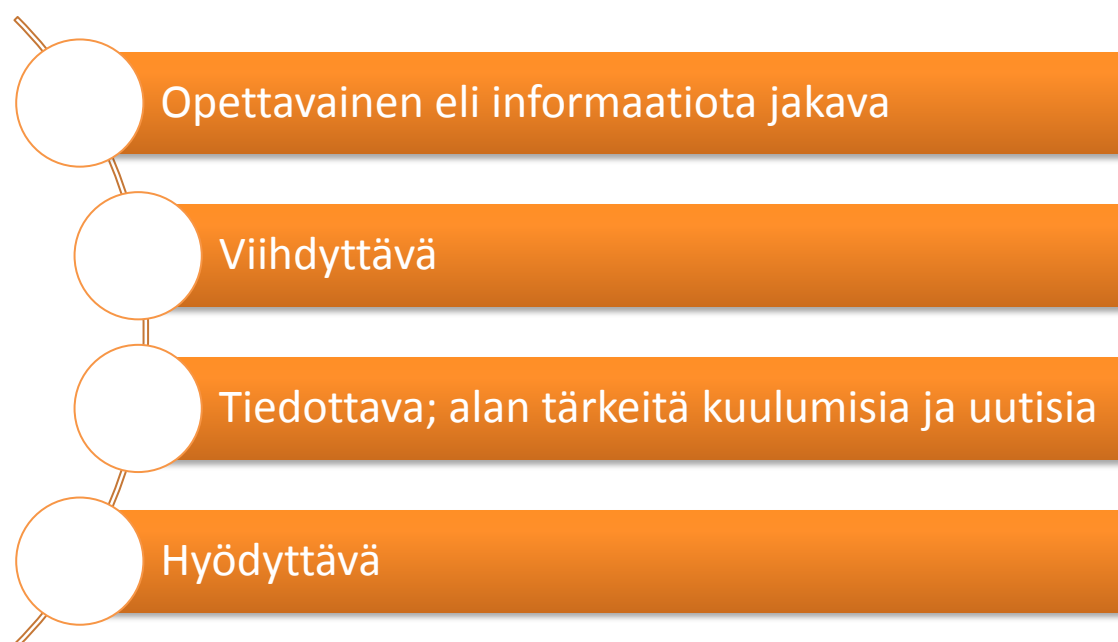 Opettavainen eli informaatiota jakava
Viihdyttävä
Tiedottava; alan tärkeitä kuulumisia ja uutisia
Hyödyttävä